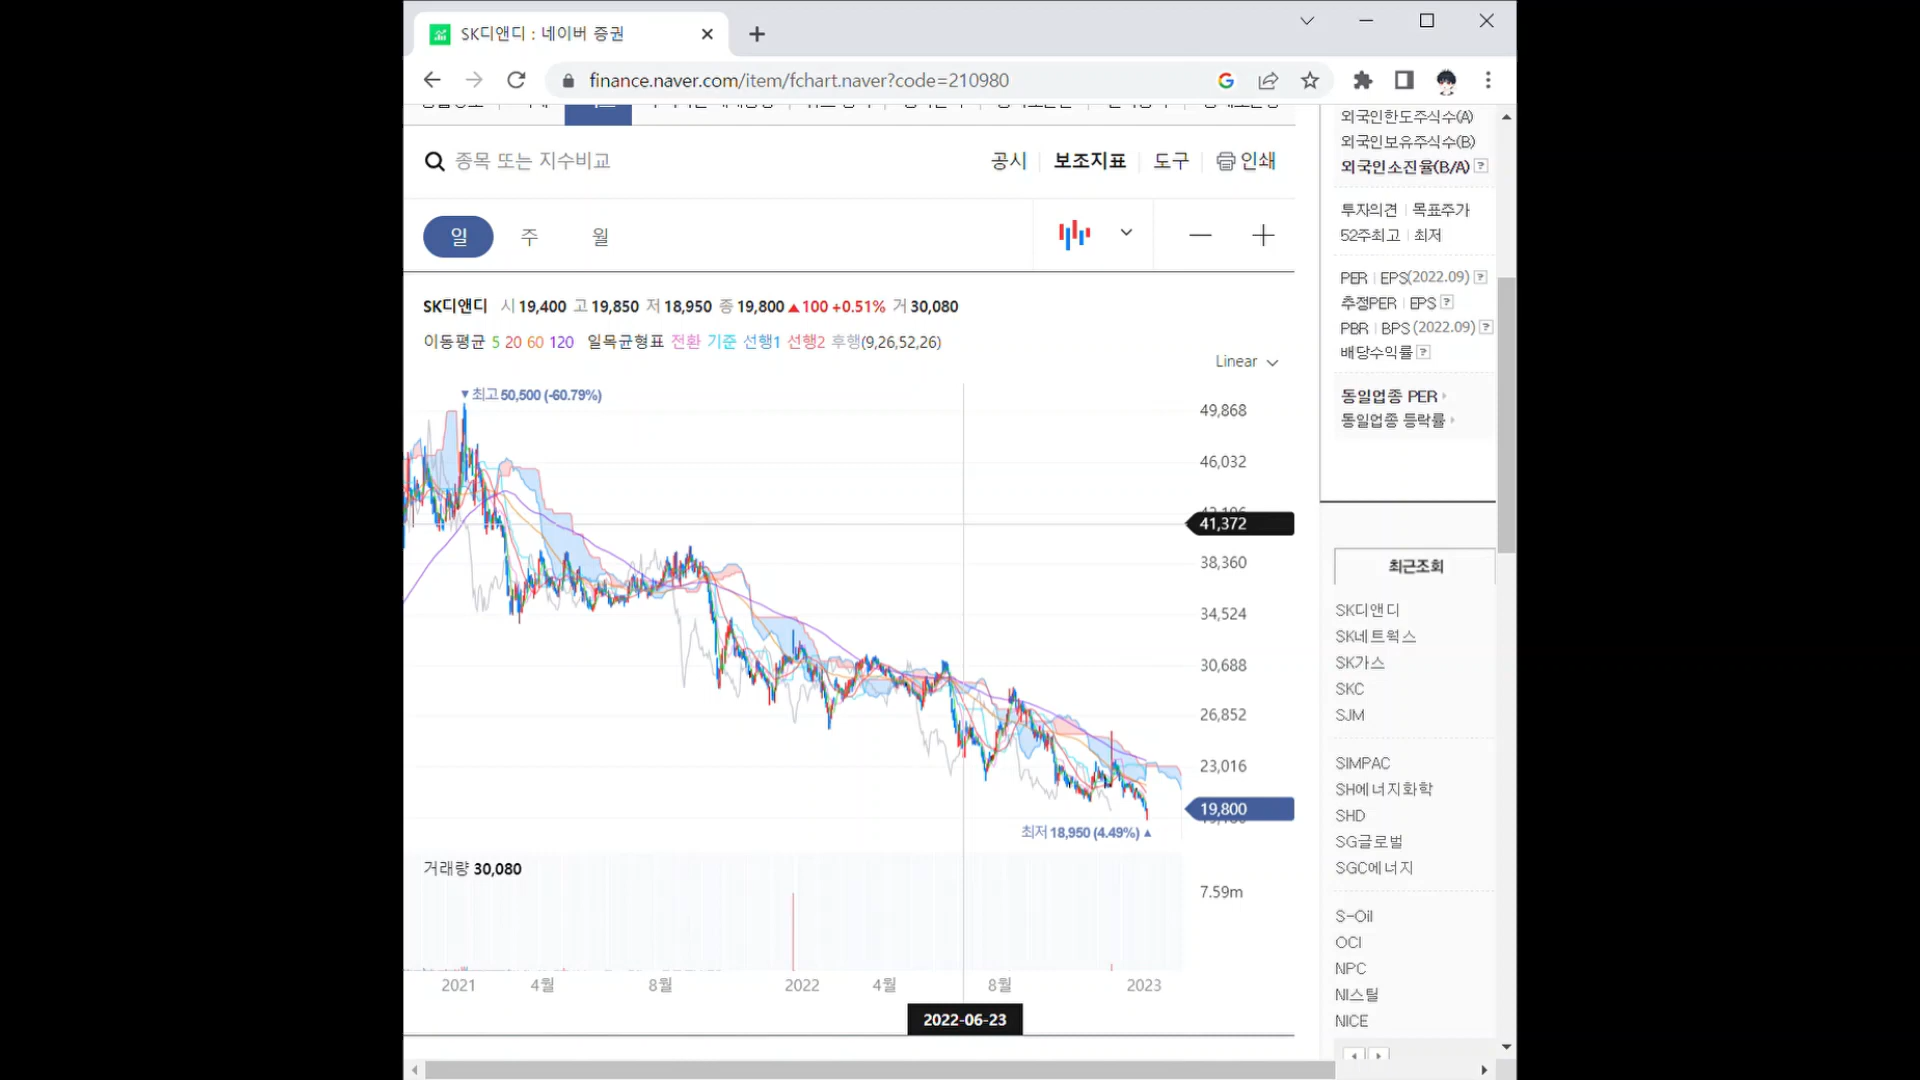 SK디앤디 : 네이버 증권
finance.naver.com/item/fchart.naver?code=210980
종목 또는 지수비교
공시 보조지표 도구 인쇄
일 주 월
SK디앤디 시 19,400 고 19,850 저 18,950 종 19,800 ▲100 +0.51% 거 30,080
이동평균 5 20 60 120 일목균형표 전환 기준 선행1 선행2 후행(9,26,52,26)
Linear
▼최고 50,500 (-60.79%)
49,868
46,032
41,372
38,360
34,524
30,688
26,852
23,016
19,800
최저 18,950 (4.49%) ▲
거래량 30,080
7.59m
2021 4월 8월 2022 4월 8월 2023
2022-06-23
외국인한도주식수(A)
외국인보유주식수(B)
외국인소진율(B/A) ?
투자의견 | 목표주가
52주최고 | 최저
PER | EPS(2022.09) ?
추정PER | EPS ?
PBR | BPS (2022.09) ?
배당수익률 ?
동일업종 PER
동일업종 등락률
최근조회
SK디앤디
SK네트웍스
SK가스
SKC
SJM
SIMPAC
SH에너지화학
SHD
SG글로벌
SGC에너지
S-Oil
OCI
NPC
NI스틸
NICE